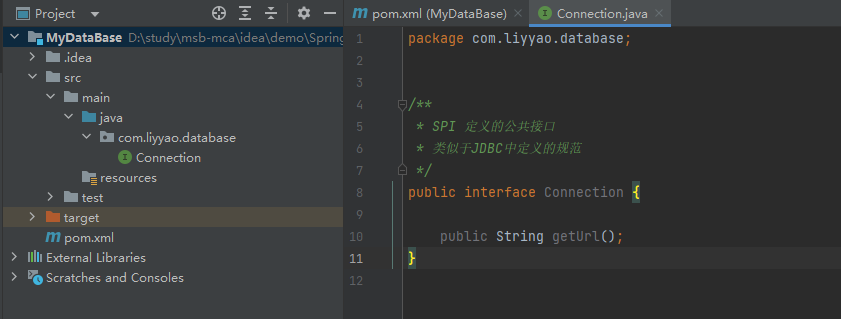 Project
pom.xml (MyDataBase)
Connection.java
MyDataBase D:\study\msb-mca\idea\demo\Spring
.idea
src
main
java
com.liyyao.database
Connection
resources
test
target
pom.xml
External Libraries
Scratches and Consoles
1 package com.liyyao.database;
2
3
4 /**
5 * SPI 定义的公共接口
6 * 类似于JDBC中定义的规范
7 */
8 public interface Connection {
9
10 public String getUrl();
11 }
12